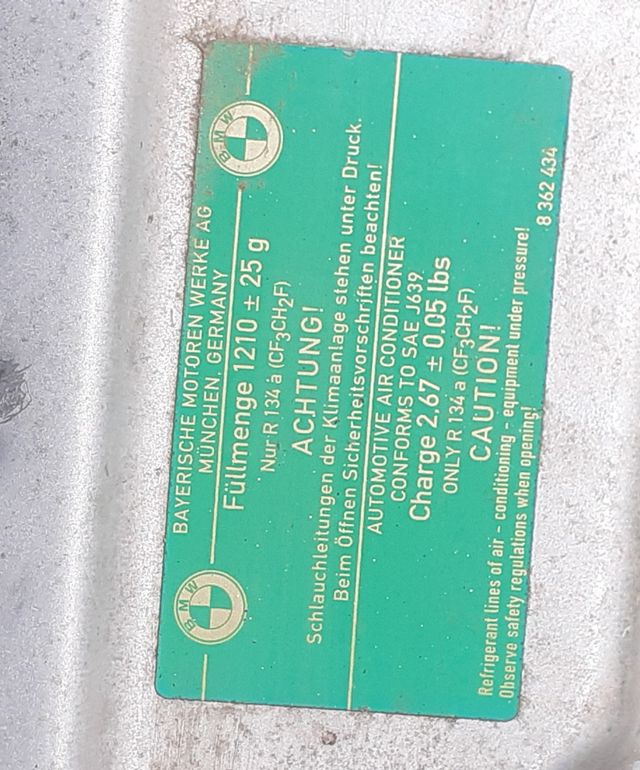 BMW
BMW
BAYERISCHE MOTOREN WERKE AG
MÜNCHEN, GERMANY
Füllmenge 1210 ± 25 g
Nur R 134 a (CF₃CH₂F)
ACHTUNG!
Schlauchleitungen der Klimaanlage stehen unter Druck.
Beim Öffnen Sicherheitsvorschriften beachten!
AUTOMOTIVE AIR CONDITIONER
CONFORMS TO SAE J639
Charge 2.67 ± 0.05 lbs
ONLY R 134 a (CF₃CH₂F)
CAUTION!
Refrigerant lines of air - conditioning - equipment under pressure!
Observe safety regulations when opening!
8 362 434